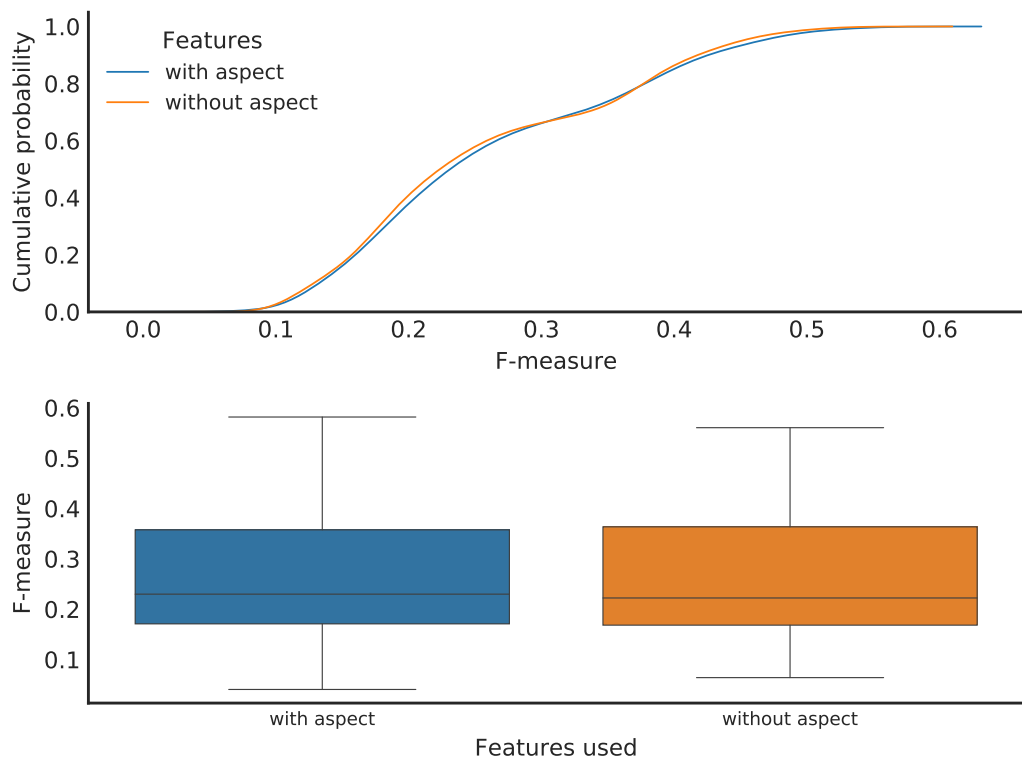 Cumulative probability
1.0
0.8
0.6
0.4
0.2
0.0
Features
with aspect
without aspect
0.0 0.1 0.2 0.3 0.4 0.5 0.6
F-measure
F-measure
0.6
0.5
0.4
0.3
0.2
0.1
with aspect without aspect
Features used